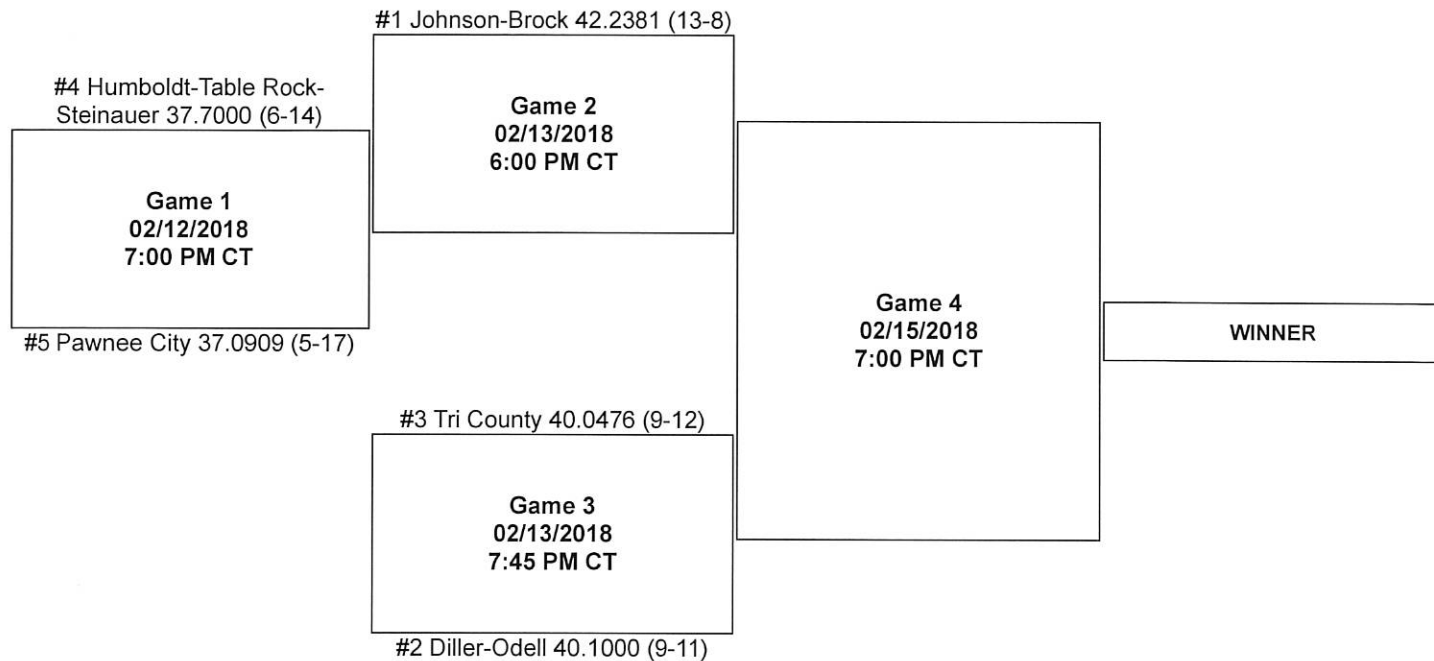 #1 Johnson-Brock 42.2381 (13-8)
#4 Humboldt-Table Rock-
Steinauer 37.7000 (6-14)
Game 2
02/13/2018
6:00 PM CT
Game 1
02/12/2018
7:00 PM CT
#5 Pawnee City 37.0909 (5-17)
Game 4
02/15/2018
7:00 PM CT
WINNER
#3 Tri County 40.0476 (9-12)
Game 3
02/13/2018
7:45 PM CT
#2 Diller-Odell 40.1000 (9-11)